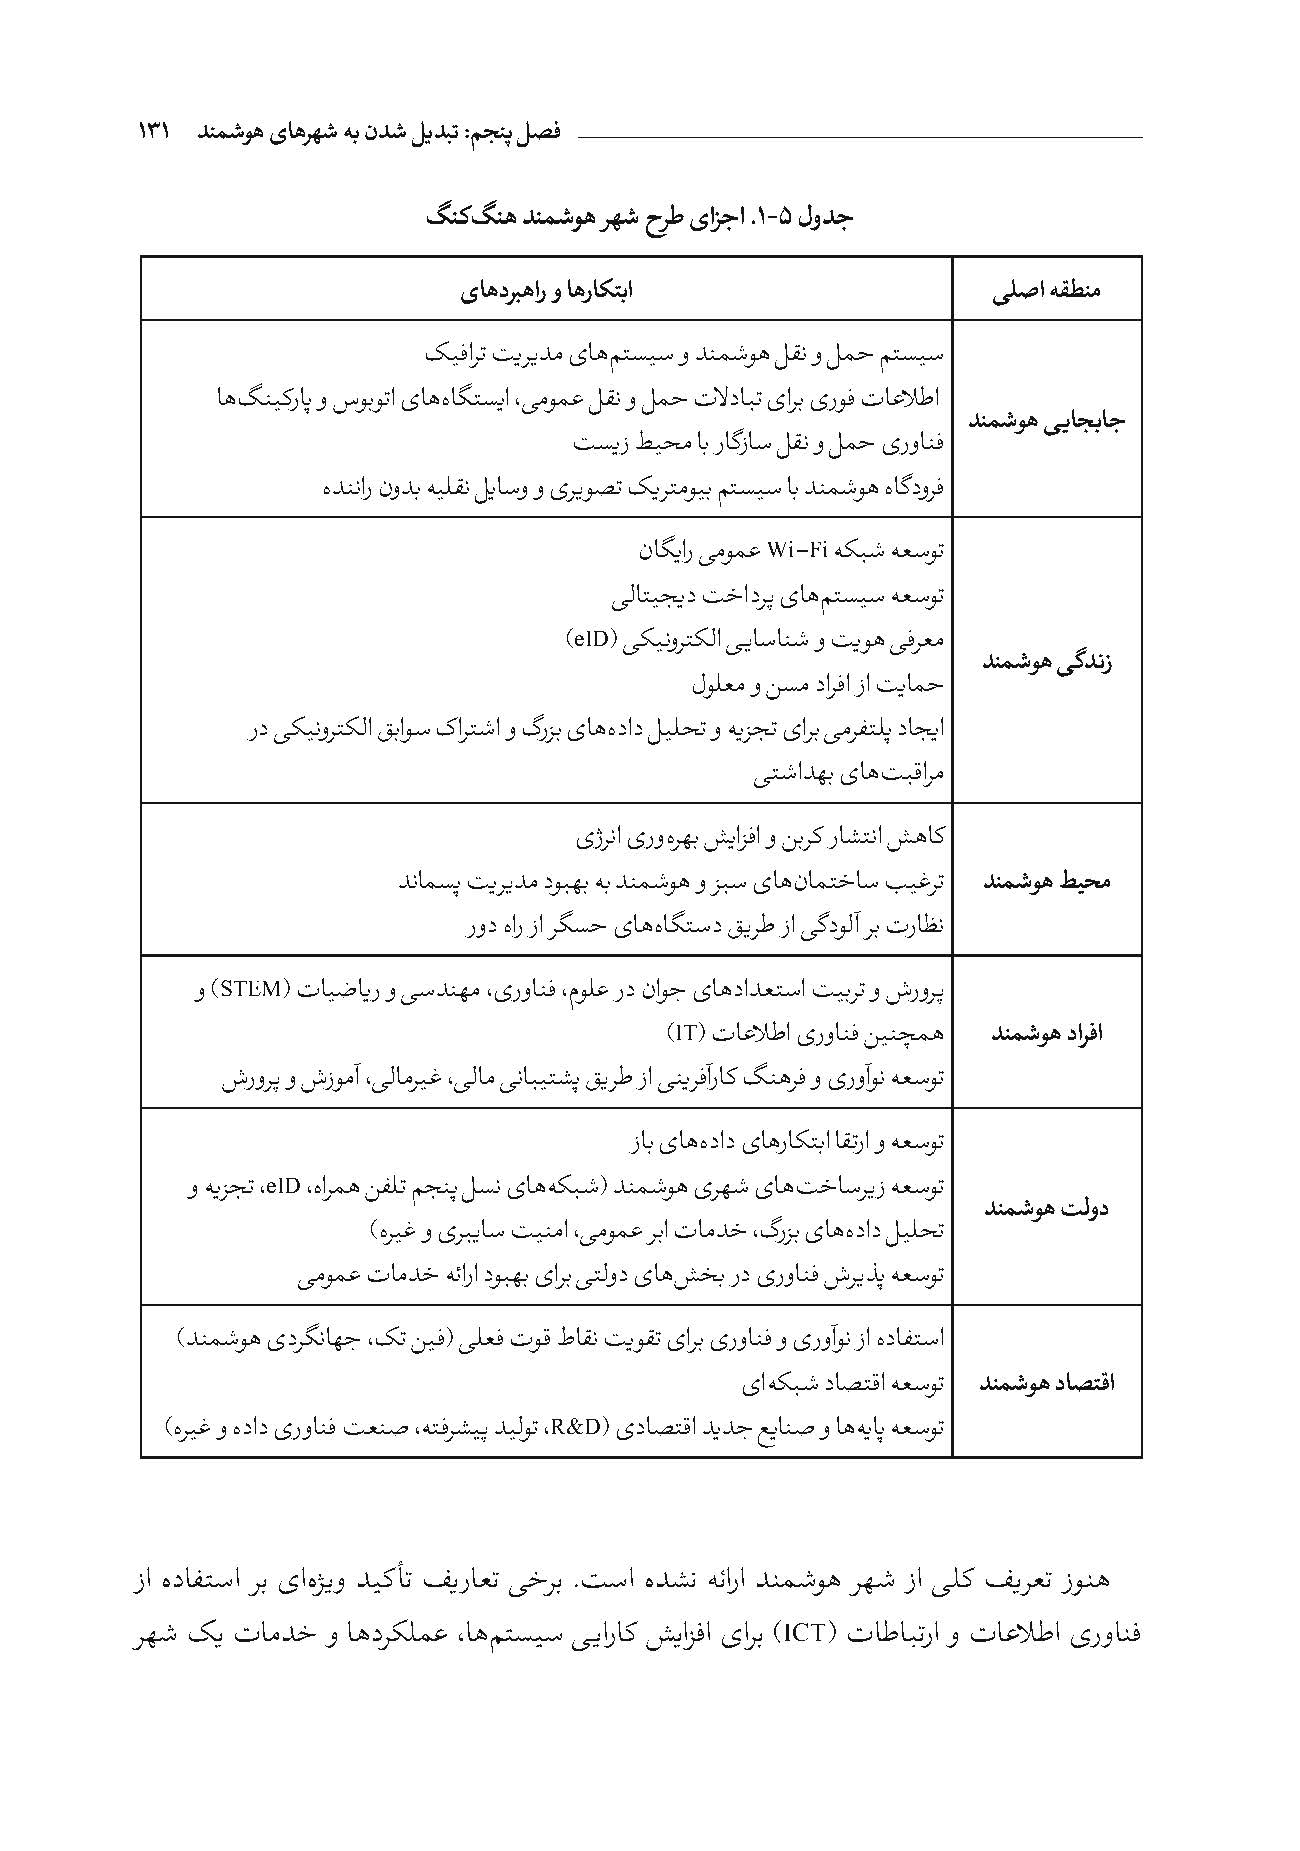 فصل پنجم: تبدیل شدن به شهرهای هوشمند ۱۳۱
جدول ۵-۱. اجزای طرح شهر هوشمند هنگ‌کنگ
منطقه اصلی
ابتکارها و راهبردهای
جابجایی هوشمند
سیستم حمل و نقل هوشمند و سیستم‌های مدیریت ترافیک
اطلاعات فوری برای تبادلات حمل و نقل عمومی، ایستگاه‌های اتوبوس و پارکینگ‌ها
فناوری حمل و نقل سازگار با محیط زیست
فرودگاه هوشمند با سیستم بیومتریک تصویری و وسایل نقلیه بدون راننده
زندگی هوشمند
توسعه شبکه Wi-Fi عمومی رایگان
توسعه سیستم‌های پرداخت دیجیتالی
معرفی هویت و شناسایی الکترونیکی (eID)
حمایت از افراد مسن و معلول
ایجاد پلتفرمی برای تجزیه و تحلیل داده‌های بزرگ و اشتراک سوابق الکترونیکی در
مراقبت‌های بهداشتی
محیط هوشمند
کاهش انتشار کربن و افزایش بهره‌وری انرژی
ترغیب ساختمان‌های سبز و هوشمند به بهبود مدیریت پسماند
نظارت بر آلودگی از طریق دستگاه‌های حسگر از راه دور
افراد هوشمند
پرورش و تربیت استعدادهای جوان در علوم، فناوری، مهندسی و ریاضیات (STEM) و
همچنین فناوری اطلاعات (IT)
توسعه نوآوری و فرهنگ کارآفرینی از طریق پشتیبانی مالی، غیرمالی، آموزش و پرورش
دولت هوشمند
توسعه و ارتقا ابتکارهای داده‌های باز
توسعه زیرساخت‌های شهری هوشمند (شبکه‌های نسل پنجم تلفن همراه، eID، تجزیه و
تحلیل داده‌های بزرگ، خدمات ابر عمومی، امنیت سایبری و غیره)
توسعه پذیرش فناوری در بخش‌های دولتی برای بهبود ارائه خدمات عمومی
اقتصاد هوشمند
استفاده از نوآوری و فناوری برای تقویت نقاط قوت فعلی (فین تک، جهانگردی هوشمند)
توسعه اقتصاد شبکه‌ای
توسعه پایه‌ها و صنایع جدید اقتصادی (R&D، تولید پیشرفته، صنعت فناوری داده و غیره)
هنوز تعریف کلی از شهر هوشمند ارائه نشده است. برخی تعاریف تأکید ویژه‌ای بر استفاده از
فناوری اطلاعات و ارتباطات (ICT) برای افزایش کارایی سیستم‌ها، عملکردها و خدمات یک شهر